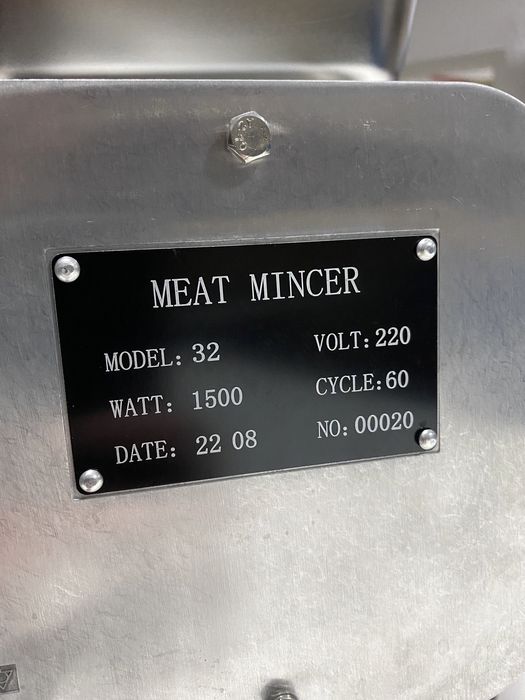 MEAT MINCER
MODEL: 32
VOLT: 220
WATT: 1500
CYCLE: 60
DATE: 22 08
NO: 00020